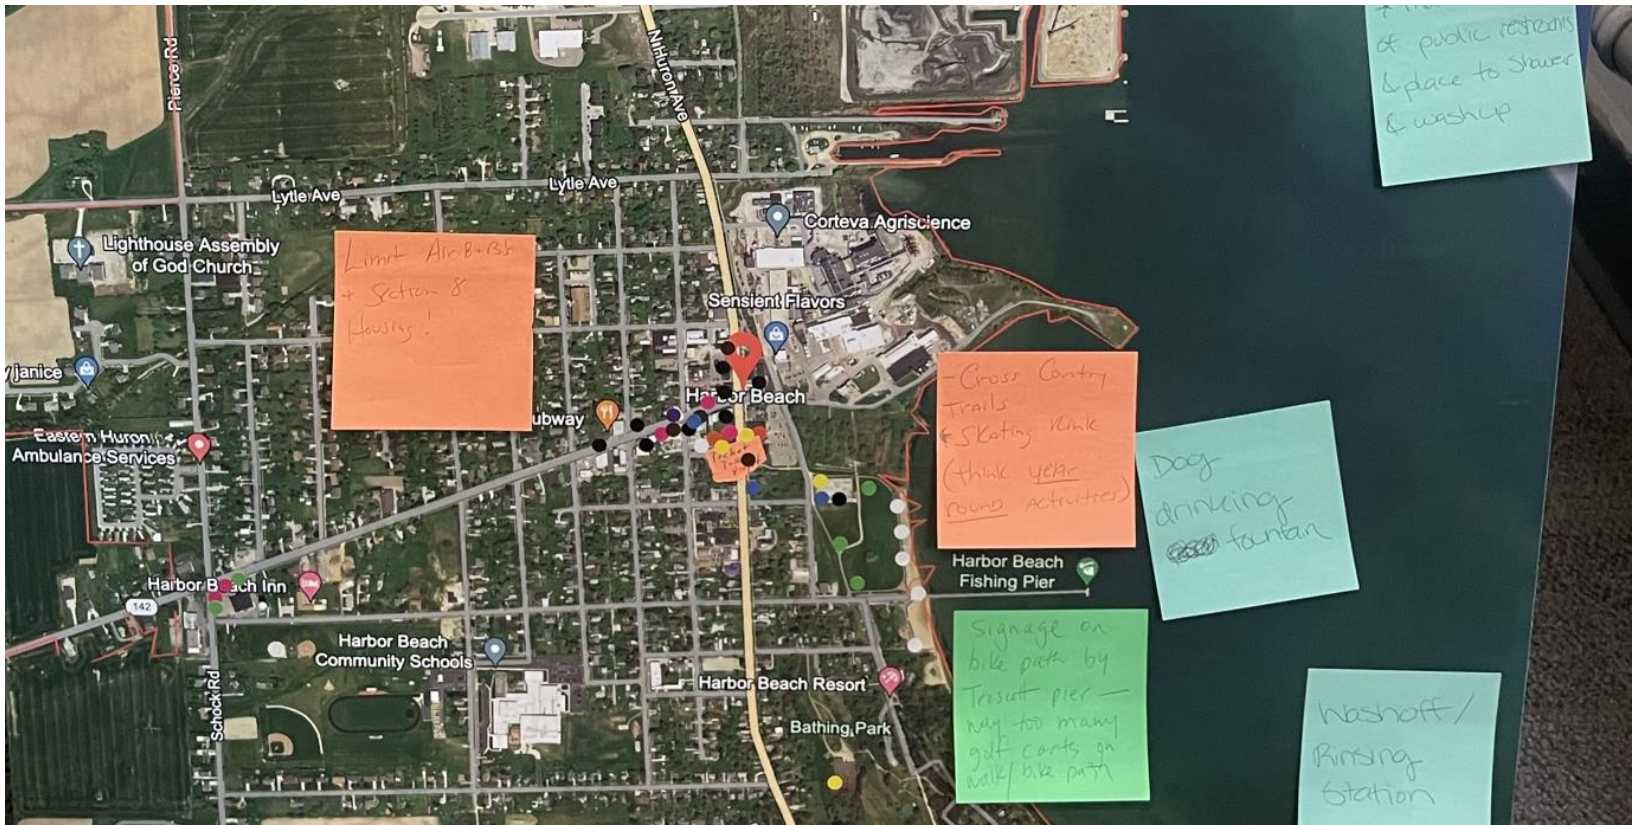 of public restrooms
& place to shower
& washup
Pierce Rd
N Huron Ave
Lytle Ave
Lytle Ave
Corteva Agriscience
Lighthouse Assembly
of God Church
Limit Air B+B's
+ Section 8
Housing!
Sensient Flavors
janice
Harbor Beach
ubway
- Cross Country
Trails
Skating Rink
(think year
round activities)
Eastern Huron
Ambulance Services
Dog
drinking
fountain
Harbor Beach
Fishing Pier
Harbor B ch Inn
142
Signage on
bike path by
Trescott pier —
way too many
golf carts on
walk/bike path
Harbor Beach
Community Schools
Schock Rd
Harbor Beach Resort
Bathing Park
Washoff/
Rinsing
Station